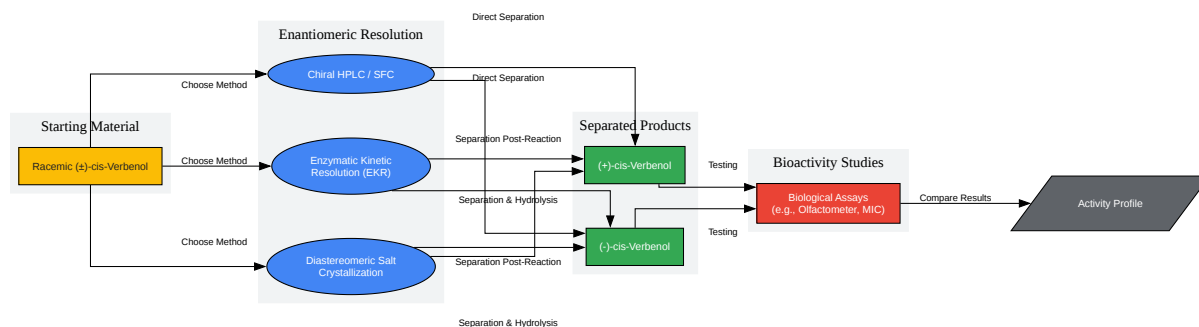 Direct Separation
Enantiomeric Resolution
Chiral HPLC / SFC
Direct Separation
Choose Method
Starting Material
Racemic (±)-cis-Verbenol
Choose Method
Enzymatic Kinetic
Resolution (EKR)
Separation Post-Reaction
Separated Products
(+)-cis-Verbenol
Testing
Bioactivity Studies
Biological Assays
(e.g., Olfactometer, MIC)
Compare Results
Activity Profile
Separation & Hydrolysis
Choose Method
(-)-cis-Verbenol
Testing
Diastereomeric Salt
Crystallization
Separation Post-Reaction
Separation & Hydrolysis